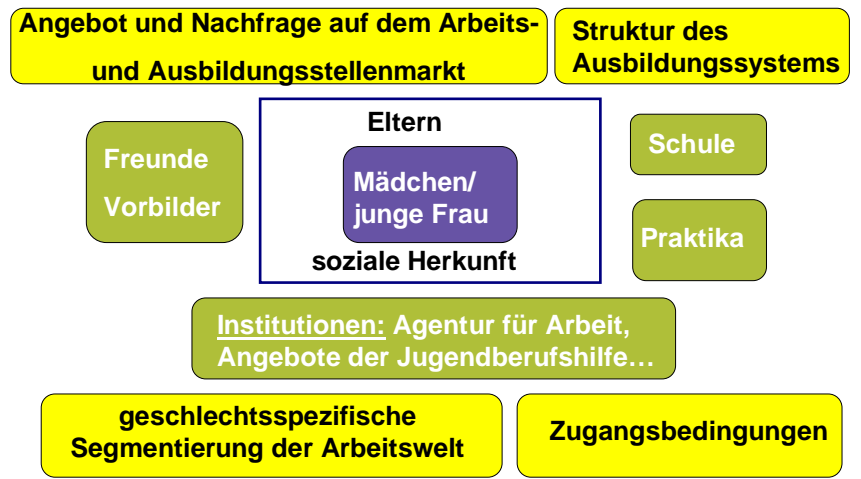 Angebot und Nachfrage auf dem Arbeits-
und Ausbildungsstellenmarkt
Struktur des
Ausbildungssystems
Freunde
Vorbilder
Eltern
Mädchen/
junge Frau
soziale Herkunft
Schule
Praktika
Institutionen: Agentur für Arbeit,
Angebote der Jugendberufshilfe…
geschlechtsspezifische
Segmentierung der Arbeitswelt
Zugangsbedingungen